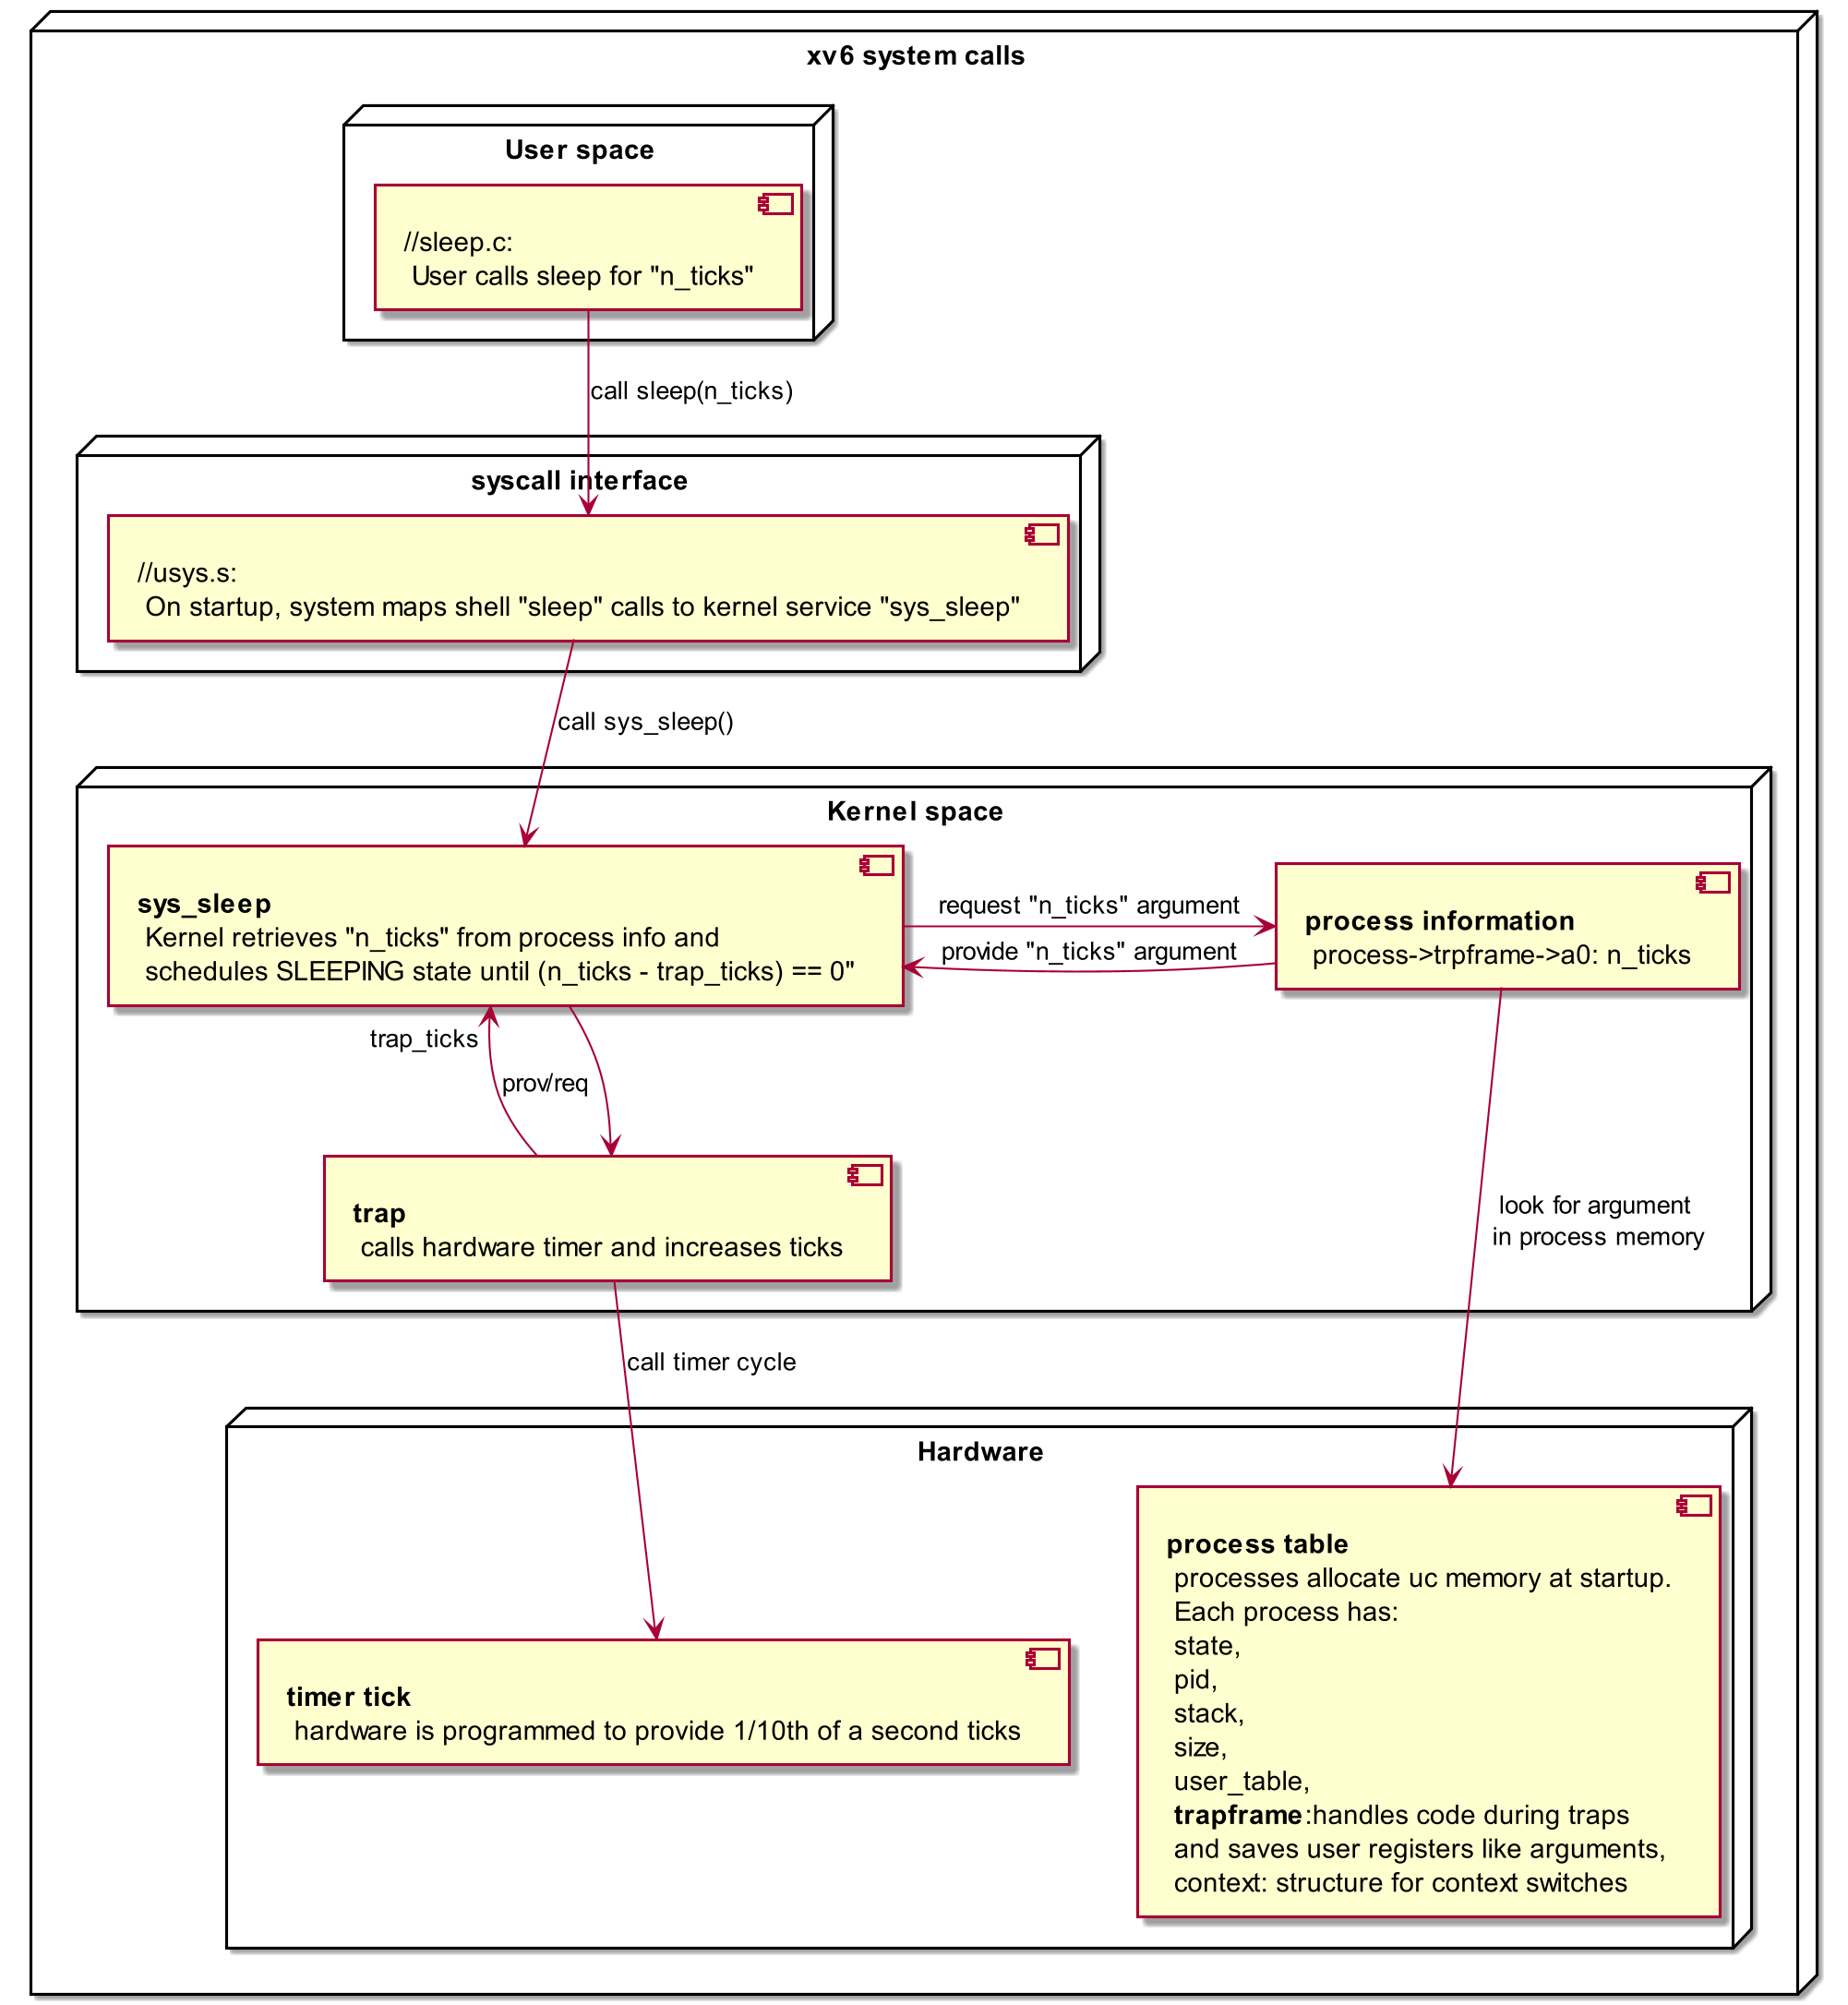 xv6 system calls
User space
//sleep.c:
User calls sleep for "n_ticks"
call sleep(n_ticks)
syscall interface
//usys.s:
On startup, system maps shell "sleep" calls to kernel service "sys_sleep"
call sys_sleep()
Kernel space
sys_sleep
Kernel retrieves "n_ticks" from process info and
schedules SLEEPING state until (n_ticks - trap_ticks) == 0"
request "n_ticks" argument
provide "n_ticks" argument
process information
process->trpframe->a0: n_ticks
trap_ticks
prov/req
trap
calls hardware timer and increases ticks
look for argument
in process memory
call timer cycle
Hardware
timer tick
hardware is programmed to provide 1/10th of a second ticks
process table
processes allocate uc memory at startup.
Each process has:
state,
pid,
stack,
size,
user_table,
trapframe:handles code during traps
and saves user registers like arguments,
context: structure for context switches